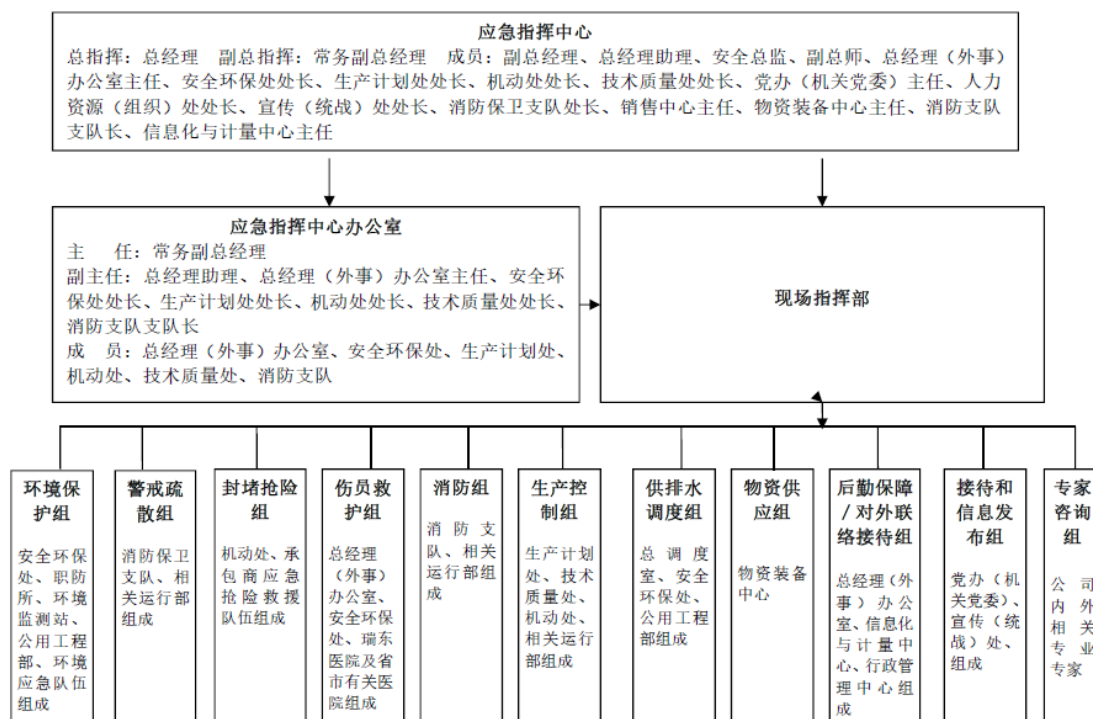 应急指挥中心
总指挥：总经理 副总指挥：常务副总经理 成员：副总经理、总经理助理、安全总监、副总师、总经理（外事）
办公室主任、安全环保处处长、生产计划处处长、机动处处长、技术质量处处长、党办（机关党委）主任、人力
资源（组织）处处长、宣传（统战）处处长、消防保卫支队处长、销售中心主任、物资装备中心主任、消防支队
支队长、信息化与计量中心主任
应急指挥中心办公室
主 任：常务副总经理
副主任：总经理助理、总经理（外事）办公室主任、安全环
保处处长、生产计划处处长、机动处处长、技术质量处处长、
消防支队支队长
成 员：总经理（外事）办公室、安全环保处、生产计划处、
机动处、技术质量处、消防支队
现场指挥部
环境保
护组
安全环保
处、职防
所、环境
监测站、
公用工程
部、环境
应急队伍
组成
警戒疏
散组
消防保卫
支队、相
关运行部
组成
封堵抢险
组
机动处、承
包商应急
抢险救援
队伍组成
伤员救
护组
总经理
（外事）
办公室、
安全环保
处、瑞东
医院及省
市有关医
院组成
消防组
消防支
队、相关
运行部组
成
生产控
制组
生产计划
处、技术
质量处、
机动处、
相关运行
部组成
供排水
调度组
总调度
室、安全
环保处、
公用工程
部组成
物资供
应组
物资装备
中心
后勤保障
/对外联
络接待组
总经理（外
事）办公
室、信息化
与计量中
心、行政管
理中心组
成
接待和
信息发
布组
党办（机
关党委）、
宣传（统
战）处、
组成
专家
咨询
组
公司
内外
相关
专业
专家